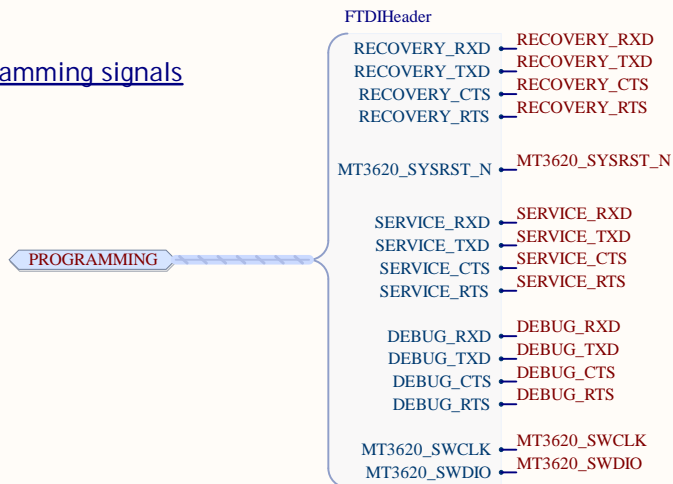 FTDIHeader
amming signals
RECOVERY_RXD RECOVERY_RXD
RECOVERY_TXD RECOVERY_TXD
RECOVERY_CTS RECOVERY_CTS
RECOVERY_RTS RECOVERY_RTS
MT3620_SYSRST_N MT3620_SYSRST_N
SERVICE_RXD SERVICE_RXD
SERVICE_TXD SERVICE_TXD
PROGRAMMING
SERVICE_CTS SERVICE_CTS
SERVICE_RTS SERVICE_RTS
DEBUG_RXD DEBUG_RXD
DEBUG_TXD DEBUG_TXD
DEBUG_CTS DEBUG_CTS
DEBUG_RTS DEBUG_RTS
MT3620_SWCLK MT3620_SWCLK
MT3620_SWDIO MT3620_SWDIO